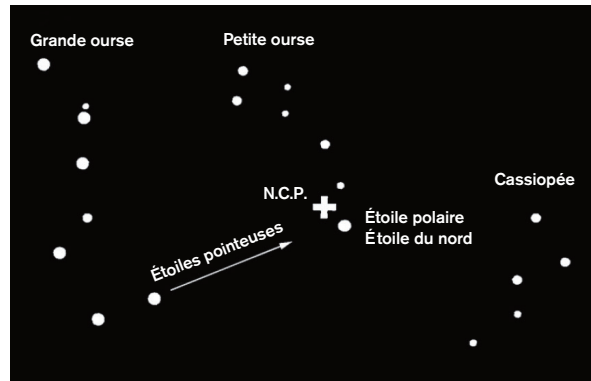 Grande ourse
Petite ourse
Cassiopée
N.C.P.
Étoile polaire
Étoile du nord
Étoiles pointeuses